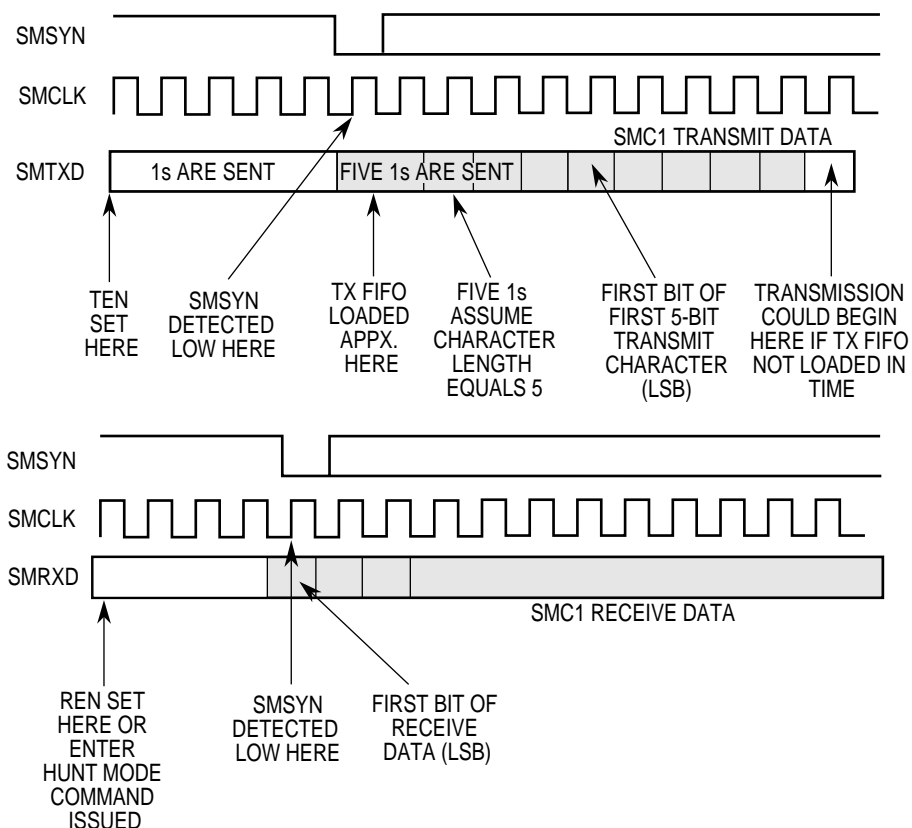 SMSYN
SMCLK
SMC1 TRANSMIT DATA
SMTXD
1s ARE SENT
FIVE 1s ARE SENT
TEN
SET
HERE
SMSYN
DETECTED
LOW HERE
TX FIFO
LOADED
APPX.
HERE
FIVE 1s
ASSUME
CHARACTER
LENGTH
EQUALS 5
FIRST BIT OF
FIRST 5-BIT
TRANSMIT
CHARACTER
(LSB)
TRANSMISSION
COULD BEGIN
HERE IF TX FIFO
NOT LOADED IN
TIME
SMSYN
SMCLK
SMRXD
SMC1 RECEIVE DATA
REN SET
HERE OR
ENTER
HUNT MODE
COMMAND
ISSUED
SMSYN
DETECTED
LOW HERE
FIRST BIT OF
RECEIVE
DATA (LSB)